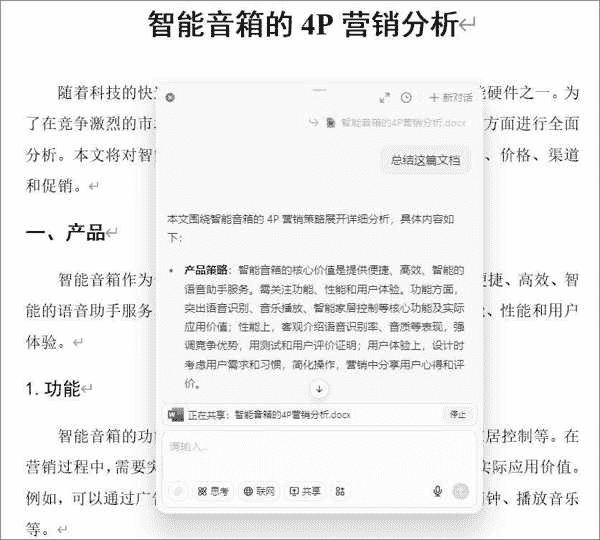 智能音箱的 4P 营销分析
随着科技的快
能硬件之一。为
了在竞争激烈的市
方面进行全面
分析。本文将对智
、价格、渠道
和促销。
一、产品
智能音箱作为
便捷、高效、智
能的语音助手服务
、性能和用户
体验。
1. 功能
智能音箱的功
居控制等。在
营销过程中,需要
实际应用价值。
例如,可以通过广
钟、播放音乐
等。
新对话
智能音箱的4P营销分析.docx
总结这篇文档
本文围绕智能音箱的 4P 营销策略展开详细分析，具体内容如
下：
产品策略：智能音箱的核心价值是提供便捷、高效、智能的
语音助手服务。需关注功能、性能和用户体验。功能方面，
突出语音识别、音乐播放、智能家居控制等核心功能及实际
应用价值；性能上，客观介绍语音识别率、音质等表现，强
调竞争优势，用测试和用户评价证明；用户体验上，设计时
考虑用户需求和习惯，简化操作，营销中分享用户心得和评
价。
正在共享：智能音箱的4P营销分析.docx
停止
请输入...
思考 联网 共享